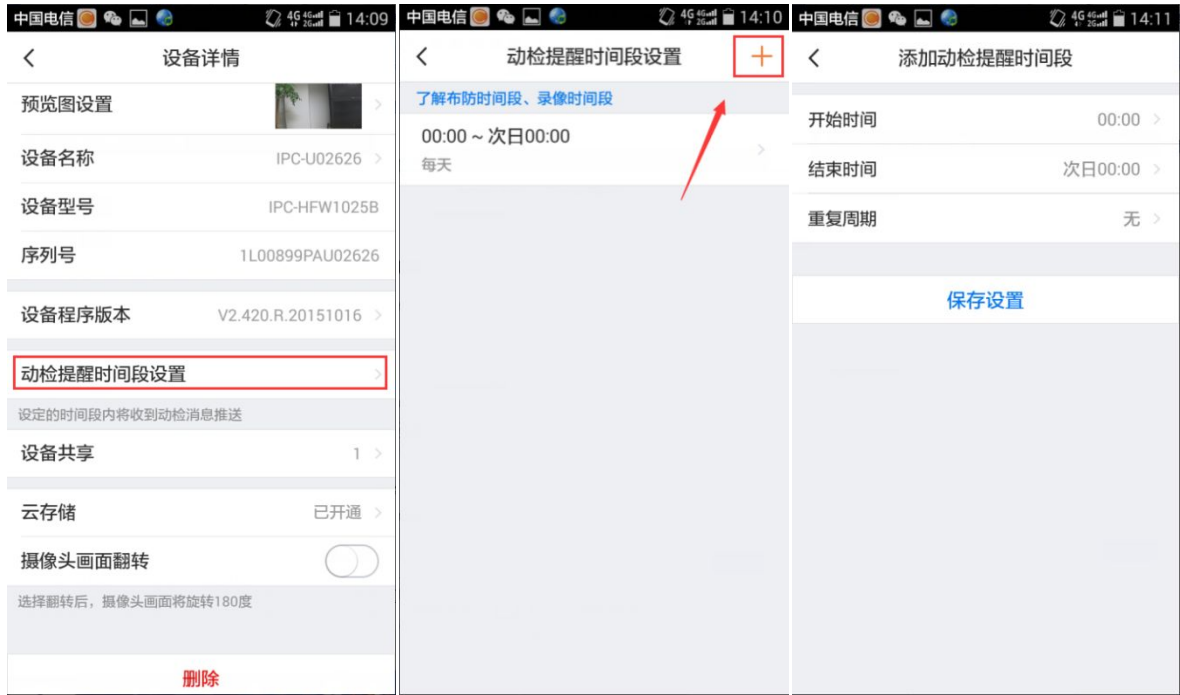 中国电信 4G 4G 1↑ 2G 14:09
设备详情
预览图设置
设备名称 IPC-U02626
设备型号 IPC-HFW1025B
序列号 1L00899PAU02626
设备程序版本 V2.420.R.20151016
动检提醒时间段设置
设定的时间段内将收到动检消息推送
设备共享 1
云存储 已开通
摄像头画面翻转
选择翻转后，摄像头画面将旋转180度
删除
中国电信 4G 4G 2G 14:10
动检提醒时间段设置
了解布防时间段、录像时间段
00:00 ~ 次日00:00
每天
中国电信 4G 4G 2G 14:11
添加动检提醒时间段
开始时间 00:00
结束时间 次日00:00
重复周期 无
保存设置